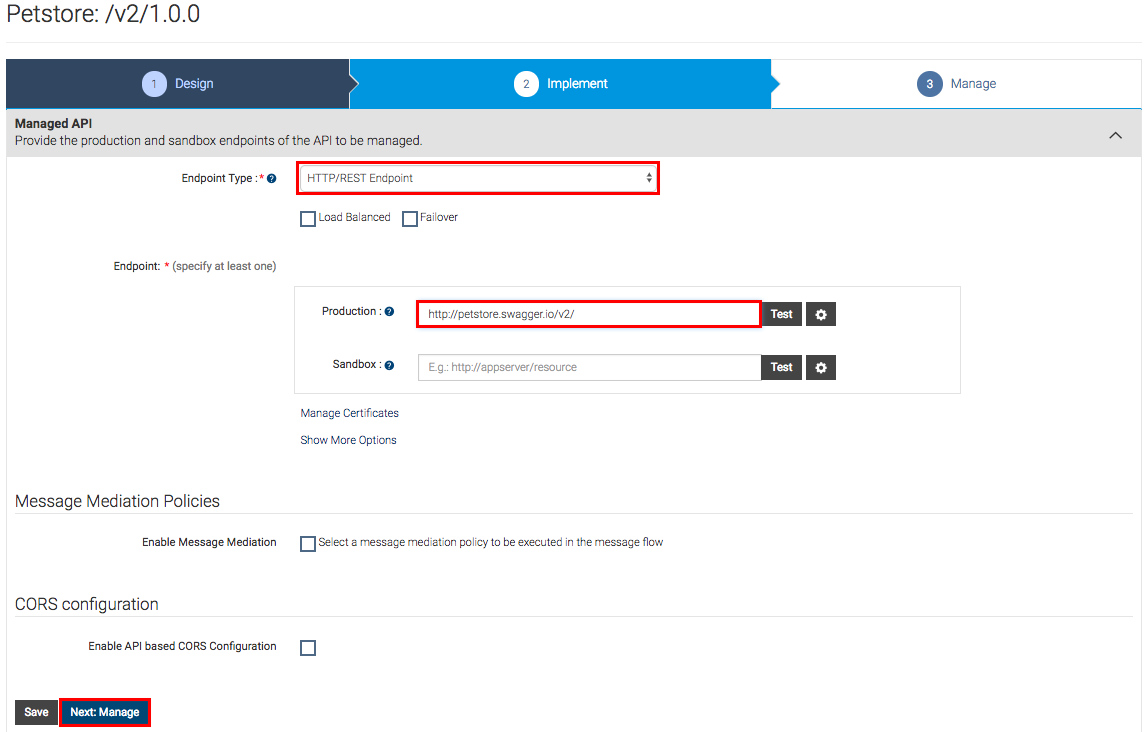 Petstore: /v2/1.0.0
1 Design
2 Implement
3 Manage
Managed API
Provide the production and sandbox endpoints of the API to be managed.
Endpoint Type :* ? HTTP/REST Endpoint
Load Balanced Failover
Endpoint: * (specify at least one)
Production : ? http://petstore.swagger.io/v2/ Test
Sandbox : ? E.g.: http://appserver/resource Test
Manage Certificates
Show More Options
Message Mediation Policies
Enable Message Mediation Select a message mediation policy to be executed in the message flow
CORS configuration
Enable API based CORS Configuration
Save Next: Manage